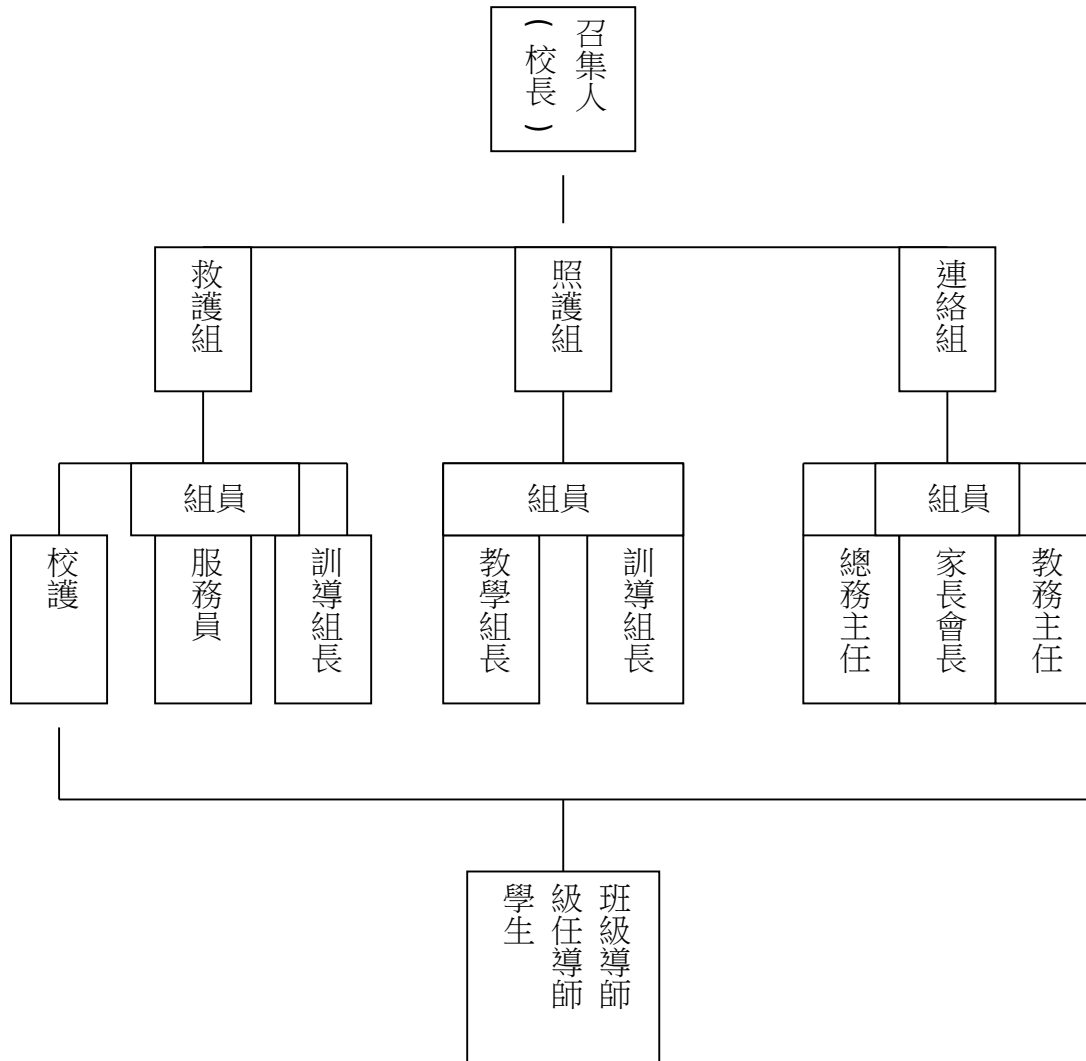 召集人
（校長）
救護組
照護組
連絡組
組員
組員
組員
校護
服務員
訓導組長
教學組長
訓導組長
總務主任
家長會長
教務主任
班級導師
級任導師
學生